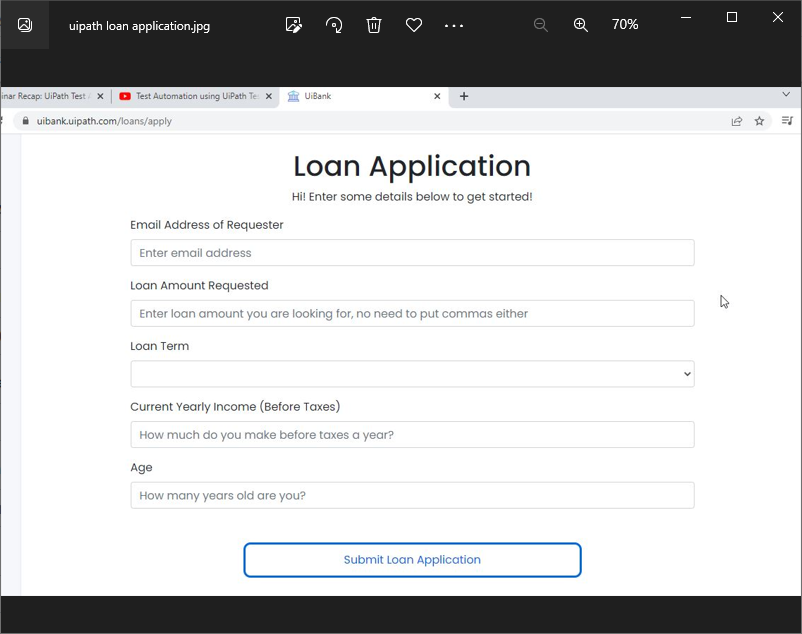 uipath loan application.jpg
70%
inar Recap: UiPath Test
Test Automation using UiPath Te
UiBank
uibank.uipath.com/loans/apply
Loan Application
Hi! Enter some details below to get started!
Email Address of Requester
Enter email address
Loan Amount Requested
Enter loan amount you are looking for, no need to put commas either
Loan Term
Current Yearly Income (Before Taxes)
How much do you make before taxes a year?
Age
How many years old are you?
Submit Loan Application